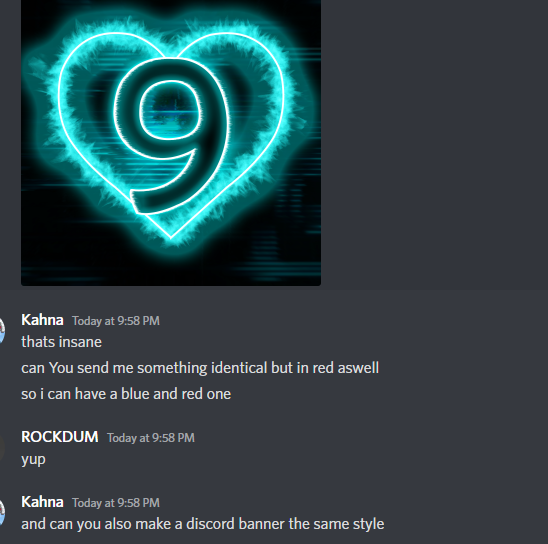 9
Kahna Today at 9:58 PM
thats insane
can You send me something identical but in red aswell
so i can have a blue and red one
ROCKDUM Today at 9:58 PM
yup
Kahna Today at 9:58 PM
and can you also make a discord banner the same style